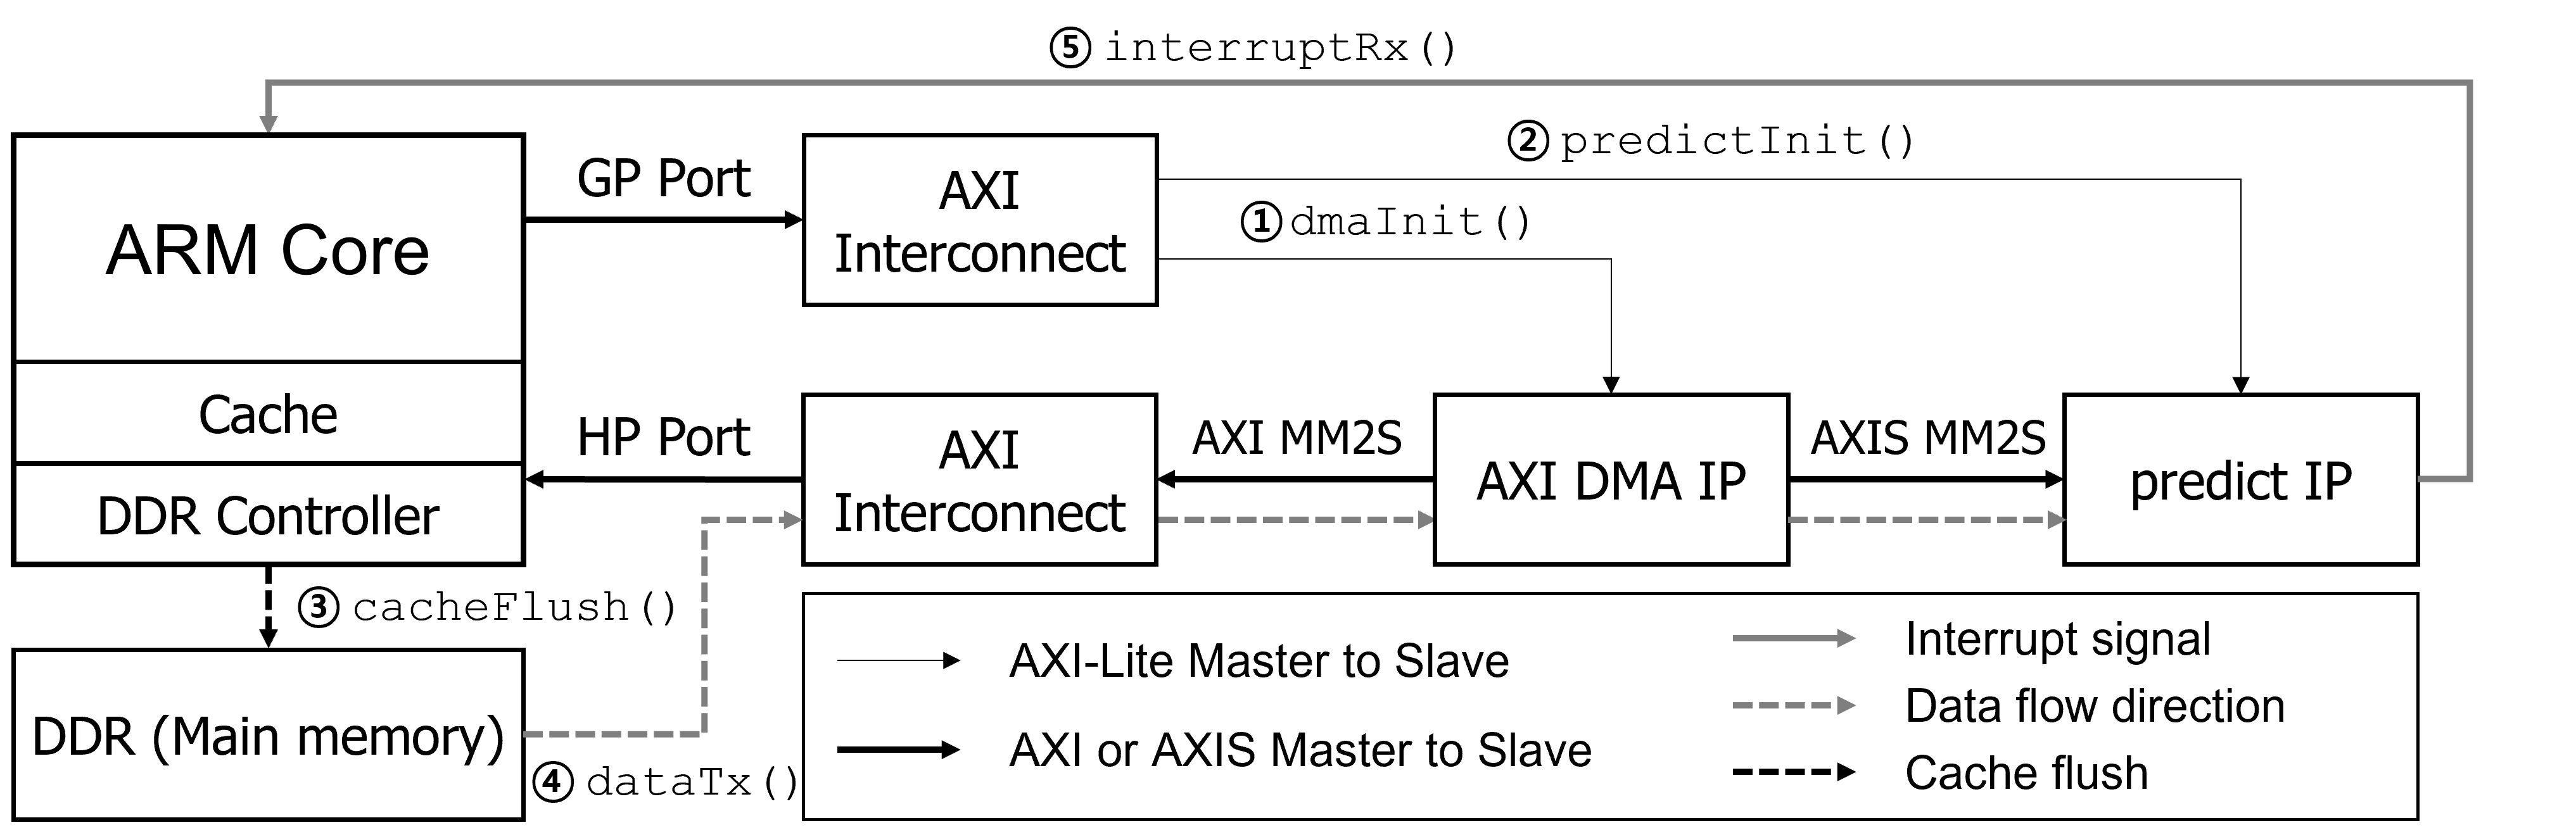 ⑤ interruptRx()
② predictInit()
GP Port
AXI
Interconnect
① dmaInit()
ARM Core
Cache
HP Port
AXI
Interconnect
AXI MM2S
AXI DMA IP
AXIS MM2S
predict IP
DDR Controller
③ cacheFlush()
DDR (Main memory)
④ dataTx()
AXI-Lite Master to Slave
AXI or AXIS Master to Slave
Interrupt signal
Data flow direction
Cache flush